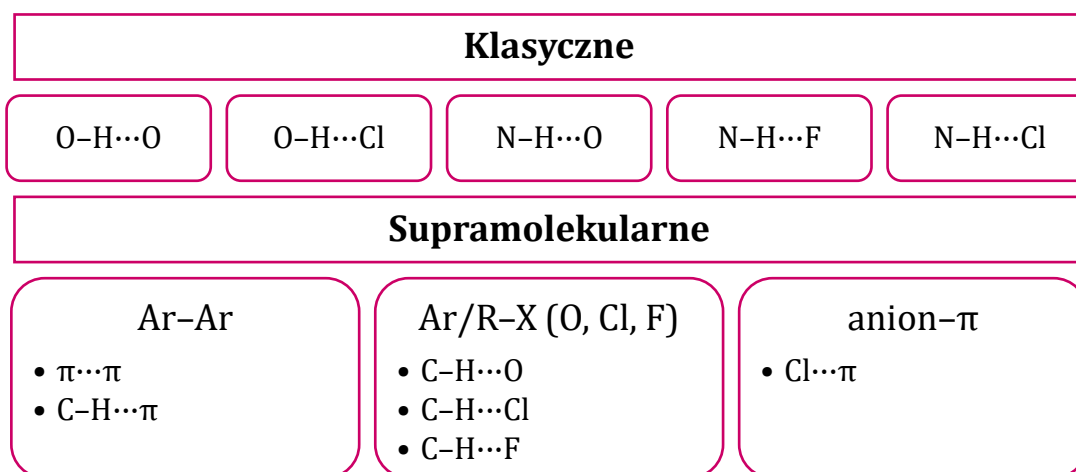 Klasyczne
O–H···O
O–H···Cl
N–H···O
N–H···F
N–H···Cl
Supramolekularne
Ar–Ar
• π···π
• C–H···π
Ar/R–X (O, Cl, F)
• C–H···O
• C–H···Cl
• C–H···F
anion–π
• Cl···π